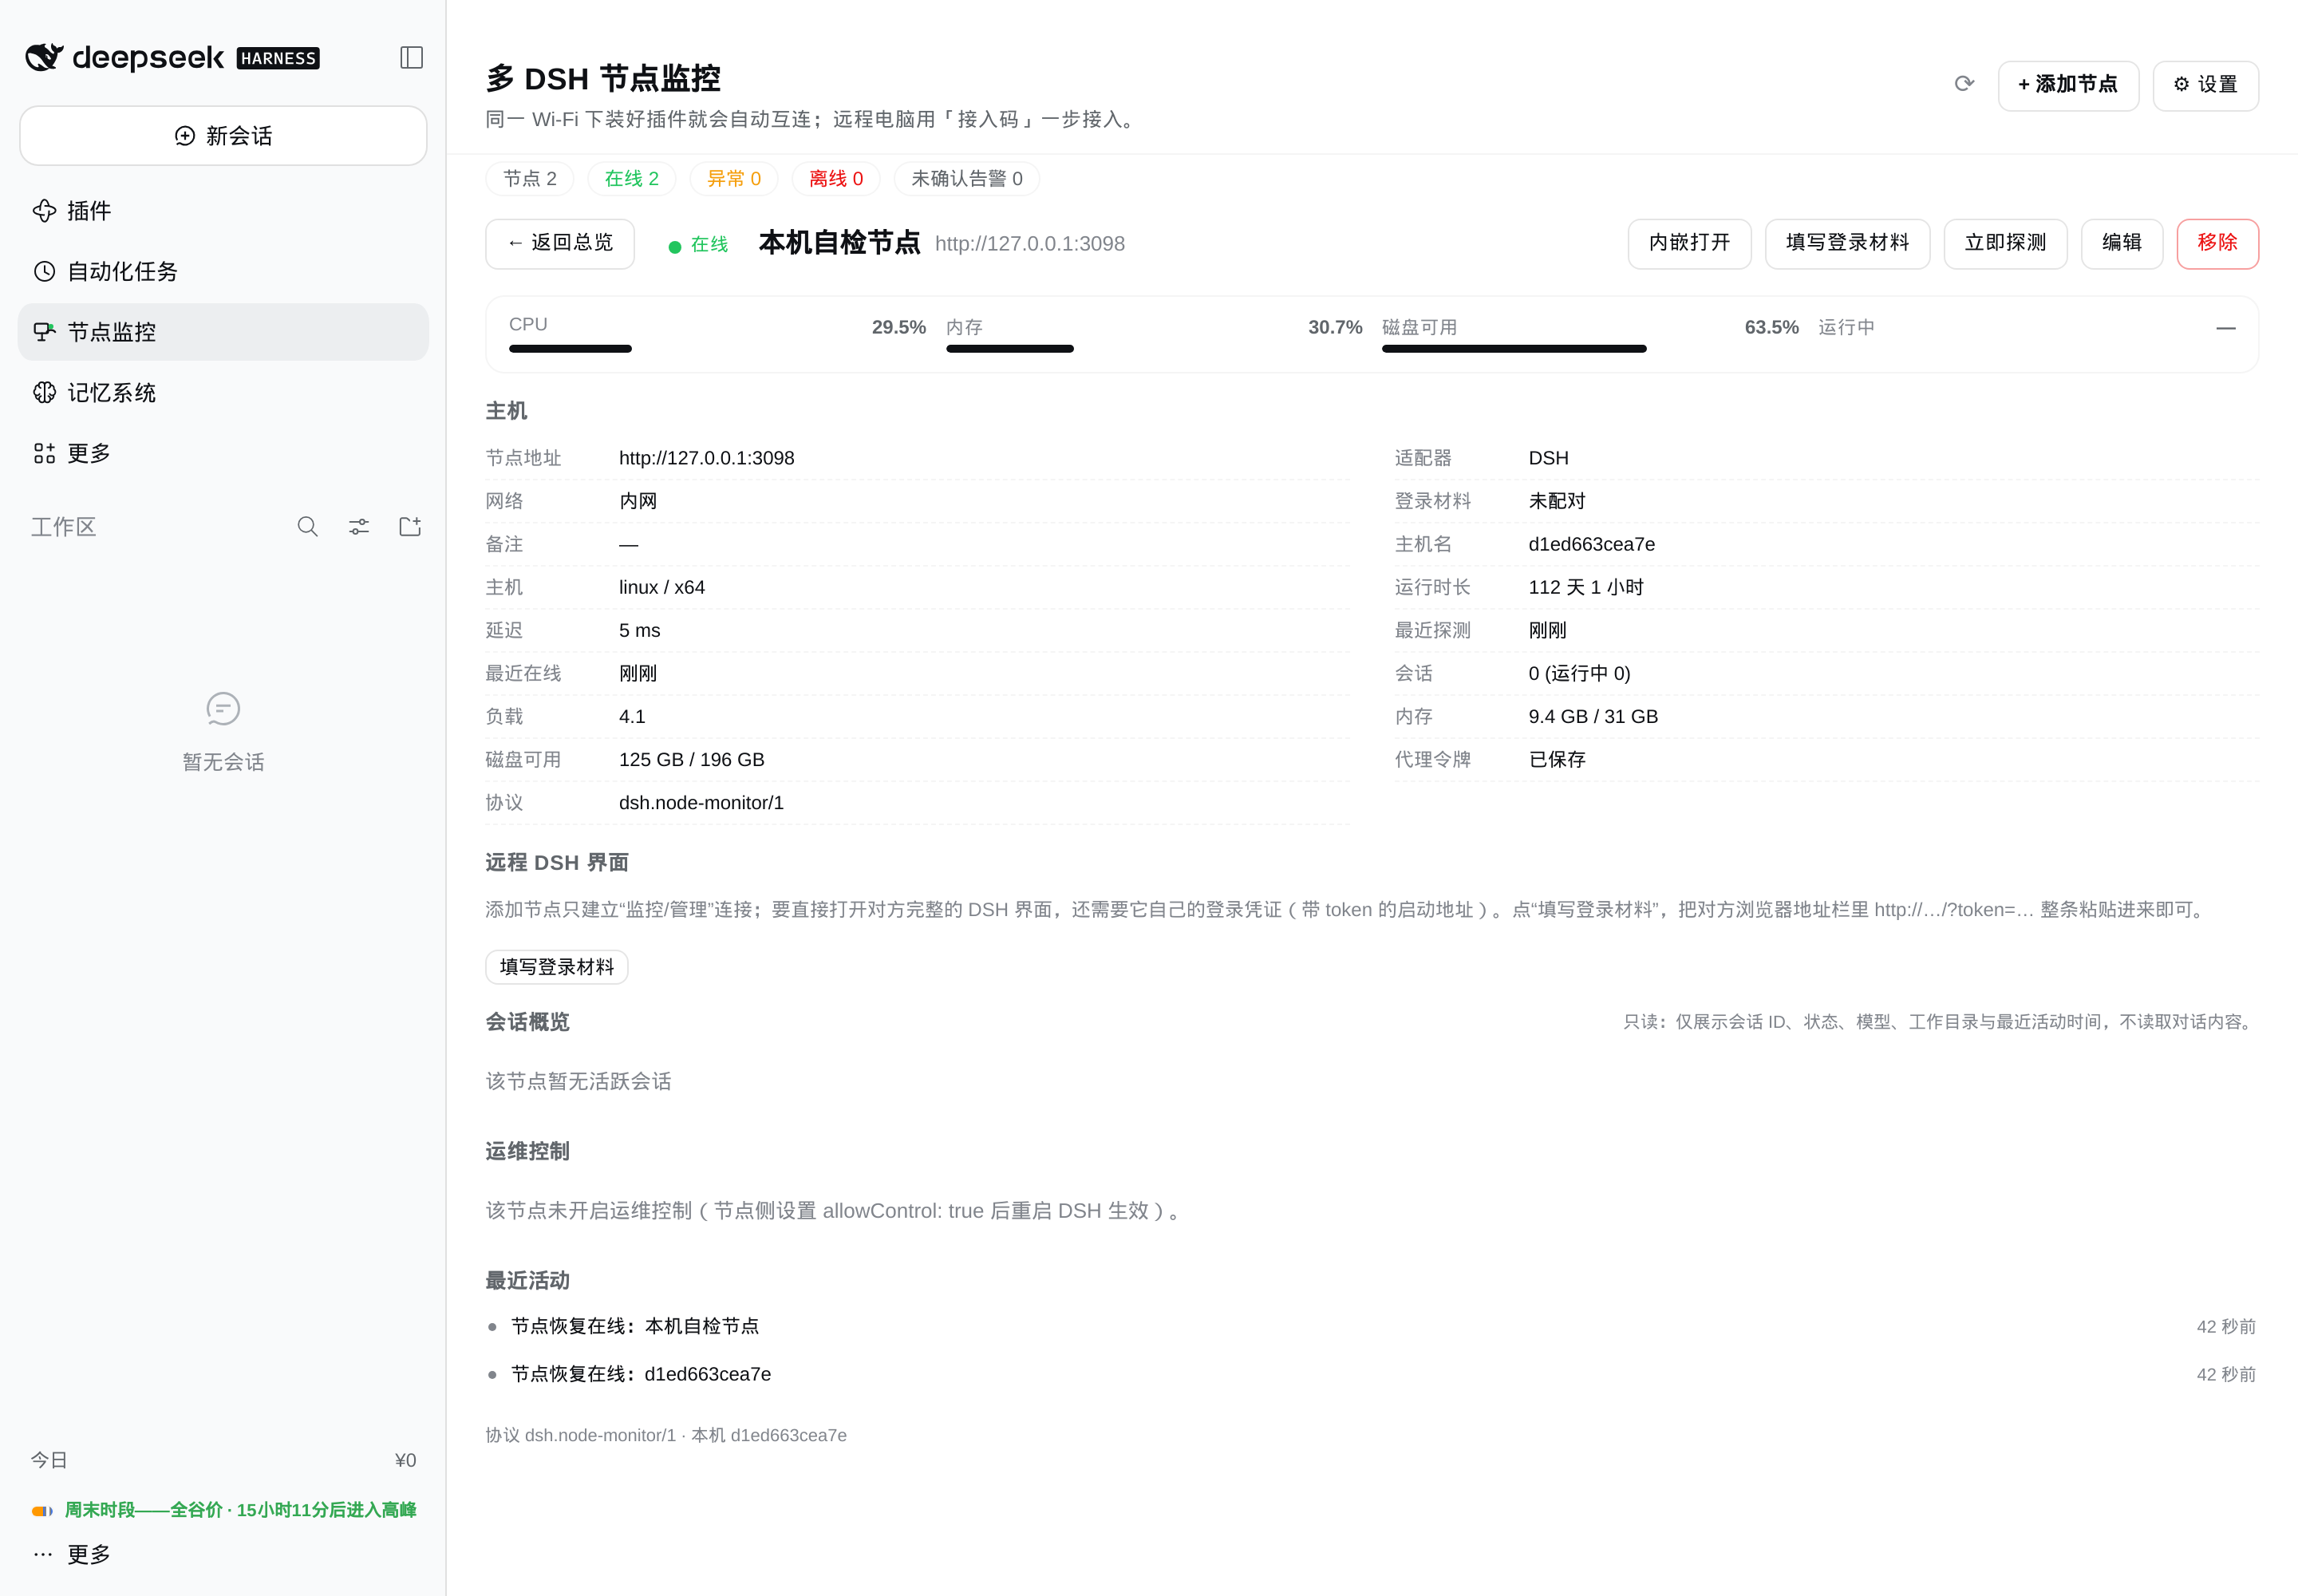 deepseek HARNESS
新会话
插件
自动化任务
节点监控
记忆系统
更多
工作区
暂无会话
今日 ¥0
周末时段——全谷价 · 15小时11分后进入高峰
更多
多 DSH 节点监控
同一 Wi-Fi 下装好插件就会自动互连；远程电脑用「接入码」一步接入。
+ 添加节点
设置
节点 2 在线 2 异常 0 离线 0 未确认告警 0
← 返回总览 在线 本机自检节点 http://127.0.0.1:3098 内嵌打开 填写登录材料 立即探测 编辑 移除
CPU 29.5% 内存 30.7% 磁盘可用 63.5% 运行中 —
主机
节点地址 http://127.0.0.1:3098 适配器 DSH
网络 内网 登录材料 未配对
备注 — 主机名 d1ed663cea7e
主机 linux / x64 运行时长 112 天 1 小时
延迟 5 ms 最近探测 刚刚
最近在线 刚刚 会话 0 (运行中 0)
负载 4.1 内存 9.4 GB / 31 GB
磁盘可用 125 GB / 196 GB 代理令牌 已保存
协议 dsh.node-monitor/1
远程 DSH 界面
添加节点只建立“监控/管理”连接；要直接打开对方完整的 DSH 界面，还需要它自己的登录凭证（带 token 的启动地址）。点“填写登录材料”，把对方浏览器地址栏里 http://…/?token=… 整条粘贴进来即可。
填写登录材料
会话概览 只读：仅展示会话 ID、状态、模型、工作目录与最近活动时间，不读取对话内容。
该节点暂无活跃会话
运维控制
该节点未开启运维控制（节点侧设置 allowControl: true 后重启 DSH 生效）。
最近活动
节点恢复在线：本机自检节点 42 秒前
节点恢复在线：d1ed663cea7e 42 秒前
协议 dsh.node-monitor/1 · 本机 d1ed663cea7e